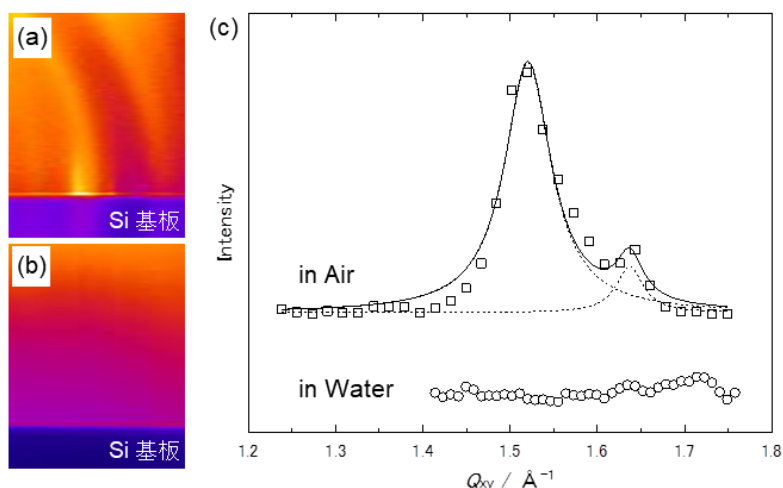 (a)
Si 基板
(b)
Si 基板
(c)
Intensity
in Air
in Water
1.2 1.3 1.4 1.5 1.6 1.7 1.8
Qxy / Å⁻¹